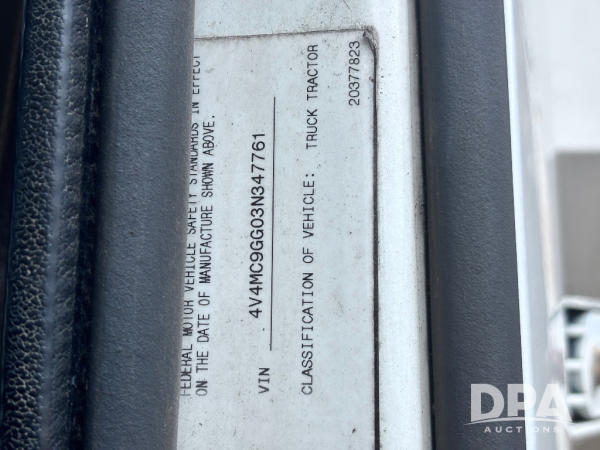 FEDERAL MOTOR VEHICLE SAFETY STANDARDS IN EFFECT
ON THE DATE OF MANUFACTURE SHOWN ABOVE.
VIN 4V4MC9GG03N347761
CLASSIFICATION OF VEHICLE: TRUCK TRACTOR
20377823
DPA
AUCTIONS